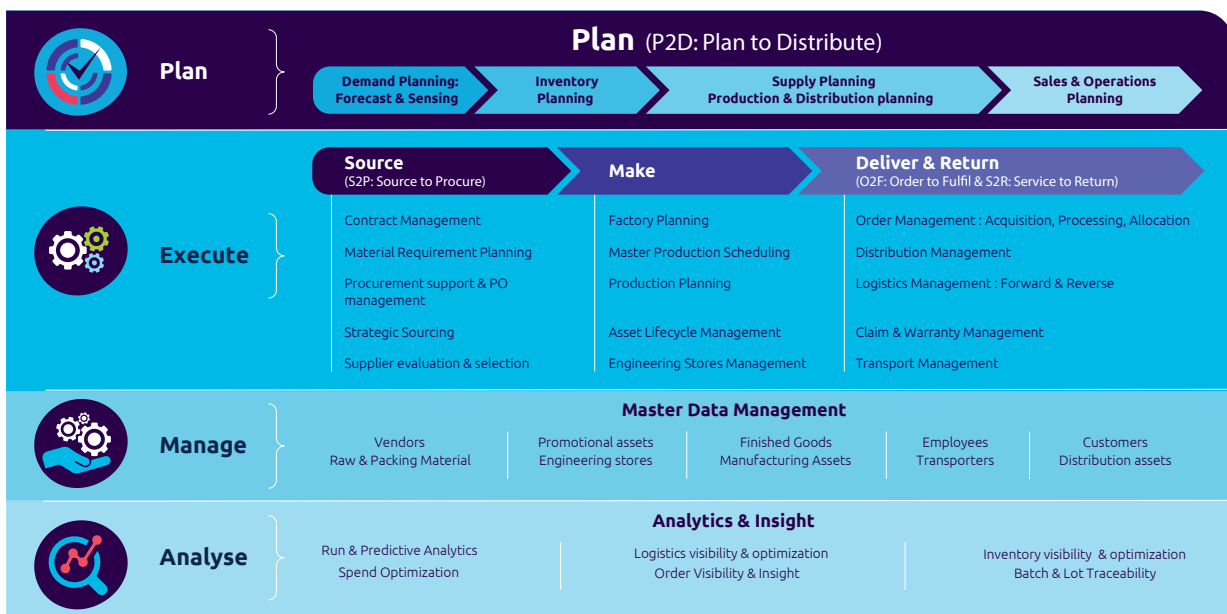 Plan
Plan (P2D: Plan to Distribute)
Demand Planning:
Forecast & Sensing
Inventory
Planning
Supply Planning
Production & Distribution planning
Sales & Operations
Planning
Execute
Source
(S2P: Source to Procure)
Contract Management
Material Requirement Planning
Procurement support & PO
management
Strategic Sourcing
Supplier evaluation & selection
Make
Factory Planning
Master Production Scheduling
Production Planning
Asset Lifecycle Management
Engineering Stores Management
Deliver & Return
(O2F: Order to Fulfil & S2R: Service to Return)
Order Management : Acquisition, Processing, Allocation
Distribution Management
Logistics Management : Forward & Reverse
Claim & Warranty Management
Transport Management
Manage
Master Data Management
Vendors
Raw & Packing Material
Promotional assets
Engineering stores
Finished Goods
Manufacturing Assets
Employees
Transporters
Customers
Distribution assets
Analyse
Analytics & Insight
Run & Predictive Analytics
Spend Optimization
Logistics visibility & optimization
Order Visibility & Insight
Inventory visibility & optimization
Batch & Lot Traceability